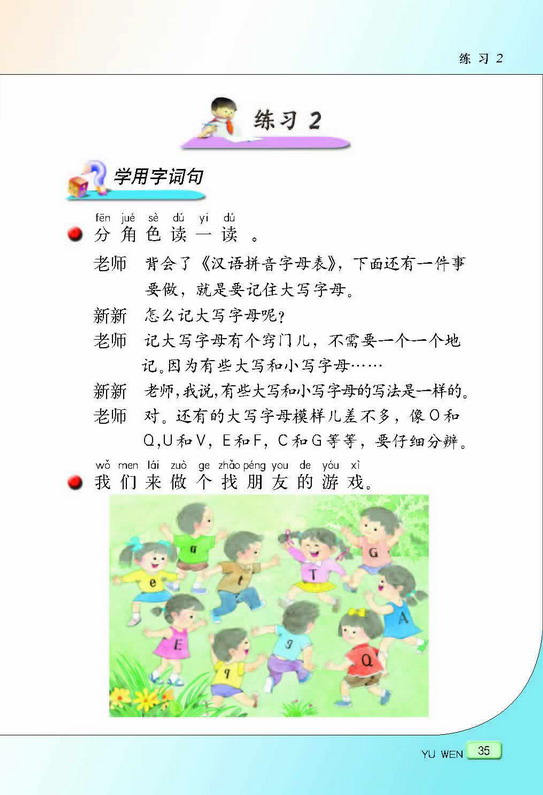 练习 2
练习 2
学用字词句
fēn jué sè dú yi dú
分角色读一读。
老师 背会了《汉语拼音字母表》，下面还有一件事
要做，就是要记住大写字母。
新新 怎么记大写字母呢？
老师 记大写字母有个窍门儿，不需要一个一个地
记。因为有些大写和小写字母……
新新 老师，我说，有些大写和小写字母的写法是一样的。
老师 对。还有的大写字母模样儿差不多，像O和
Q，U和V，E和F，C和G等等，要仔细分辨。
wǒ men lái zuò ge zhǎo péng you de yóu xì
我们来做个找朋友的游戏。
e
t
T
G
E
q
g
Q
A
YU WEN 35